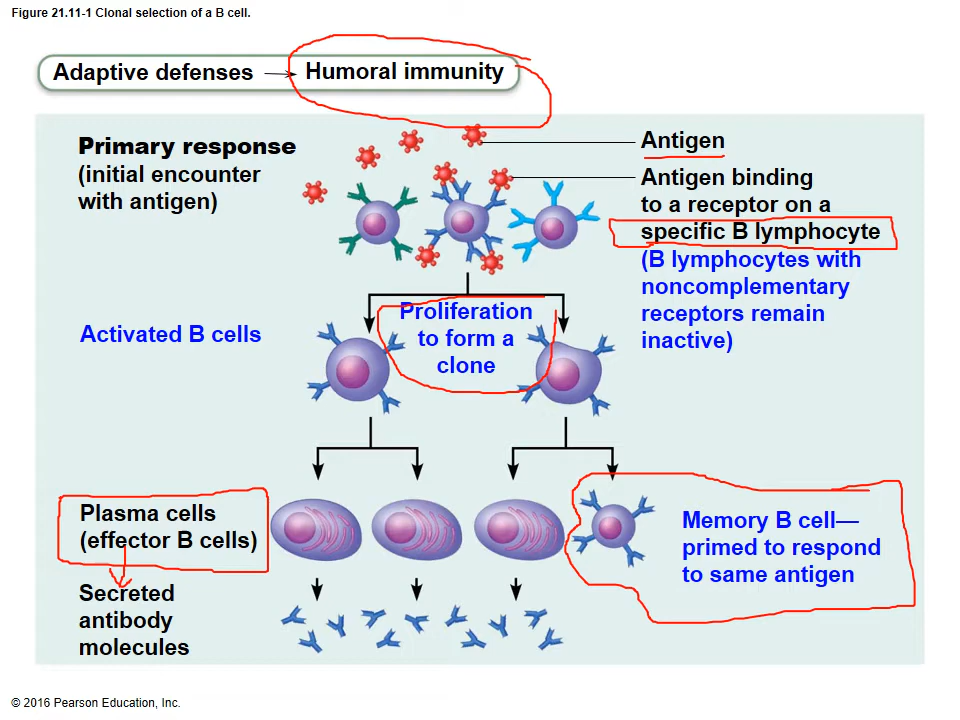 Figure 21.11-1 Clonal selection of a B cell.
Adaptive defenses
Humoral immunity
Primary response
(initial encounter
with antigen)
Antigen
Antigen binding
to a receptor on a
specific B lymphocyte
(B lymphocytes with
noncomplementary
receptors remain
inactive)
Activated B cells
Proliferation
to form a
clone
Plasma cells
(effector B cells)
Secreted
antibody
molecules
Memory B cell—
primed to respond
to same antigen
© 2016 Pearson Education, Inc.